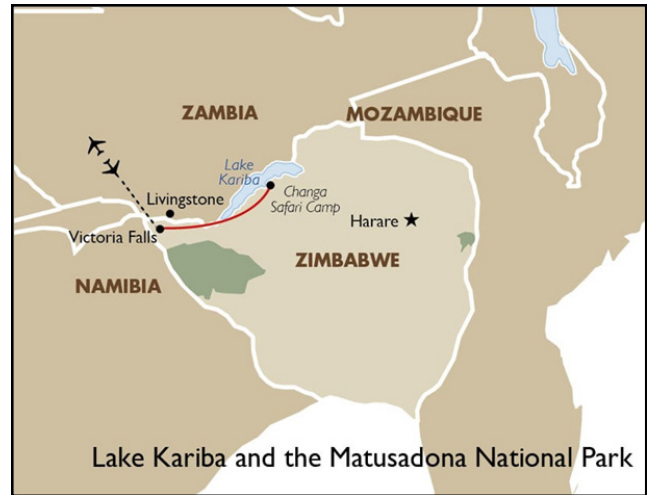 ZAMBIA
MOZAMBIQUE
Lake
Kariba
Livingstone
Changa
Safari Camp
Harare
Victoria Falls
ZIMBABWE
NAMIBIA
Lake Kariba and the Matusadona National Park